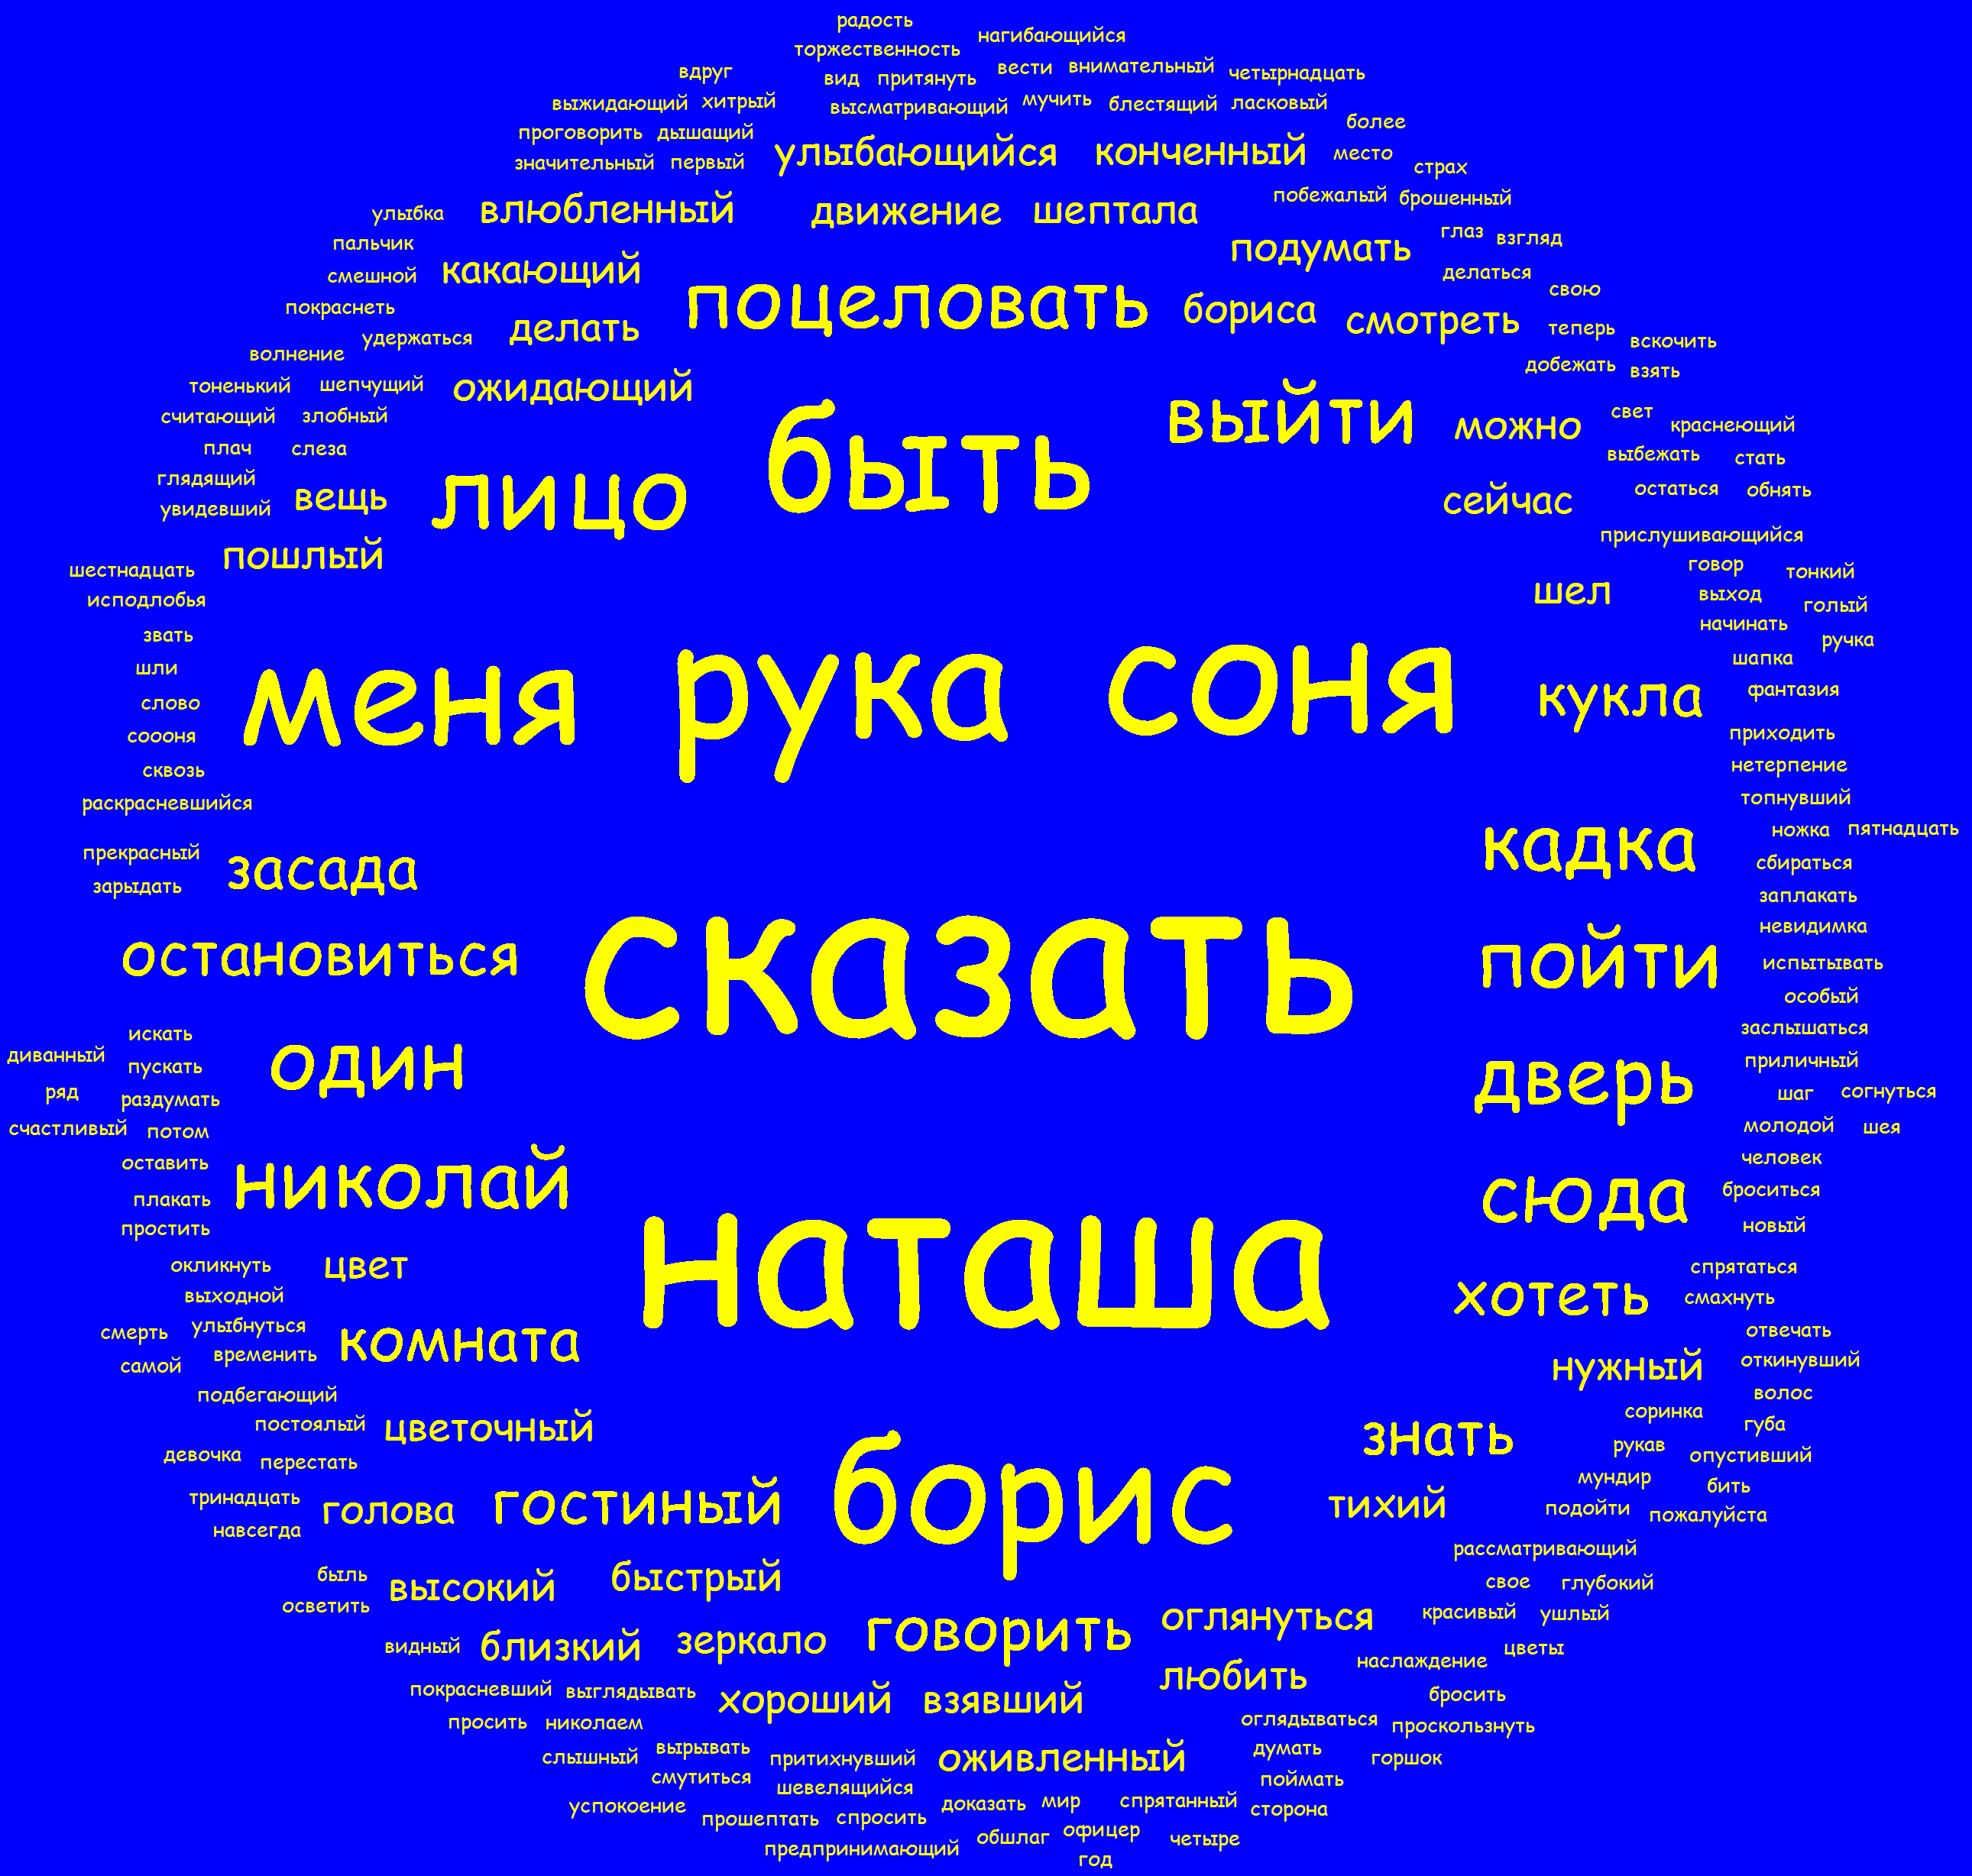 радость
торжественность нагибающийся
вдруг вид притянуть вести внимательный четырнадцать
выжидающий хитрый высматривающий мучить блестящий ласковый
проговорить дышащий более
значительный первый улыбающийся конченный место
страх
улыбка влюбленный движение шептала побежалый брошенный
пальчик подумать глаз взгляд
смешной какающий делаться
покраснеть поцеловать бориса смотреть свою
удержаться делать теперь вскочить
волнение добежать взять
тоненький шепчущий ожидающий
считающий злобный быть выйти можно свет краснеющий
плач слеза выбежать стать
глядящий вещь лицо сейчас остаться обнять
увидевший
пошлый прислушивающийся
шестнадцать говор тонкий
исподлобья шел выход голый
звать начинать ручка
шли шапка
слово меня рука соня кукла фантазия
сооoня приходить
сквозь нетерпение
раскрасневшийся топнувший
прекрасный кадка ножка пятнадцать
зарыдать засада сбираться
заплакать
невидимка
остановиться сказать пойти испытывать
особый
искать заслышаться
диванный пускать один дверь приличный
ряд раздумать шаг согнуться
счастливый потом молодой шея
оставить человек
плакать николай сюда броситься
простить новый
окликнуть цвет наташа спрятаться
выходной хотеть смахнуть
смерть улыбнуться комната отвечать
самой временить нужный откинувший
подбегающий волос
постоялый цветочный соринка губа
девочка перестать знать рукав опустивший
тринадцать голова гостиный борис тихий мундир бить
навсегда подойти пожалуйста
рассматривающий
быль высокий быстрый свое глубокий
осветить говорить оглянуться красивый ушлый
видный близкий зеркало цветы
любить наслаждение
покрасневший выглядывать хороший взявший бросить
просить николаем оглядываться проскользнуть
слышный вырывать притихнувший оживленный думать горшок
смутиться шевелящийся поймать
успокоение прошептать спросить доказать мир спрятанный сторона
предпринимающий обшлаг офицер четыре
год